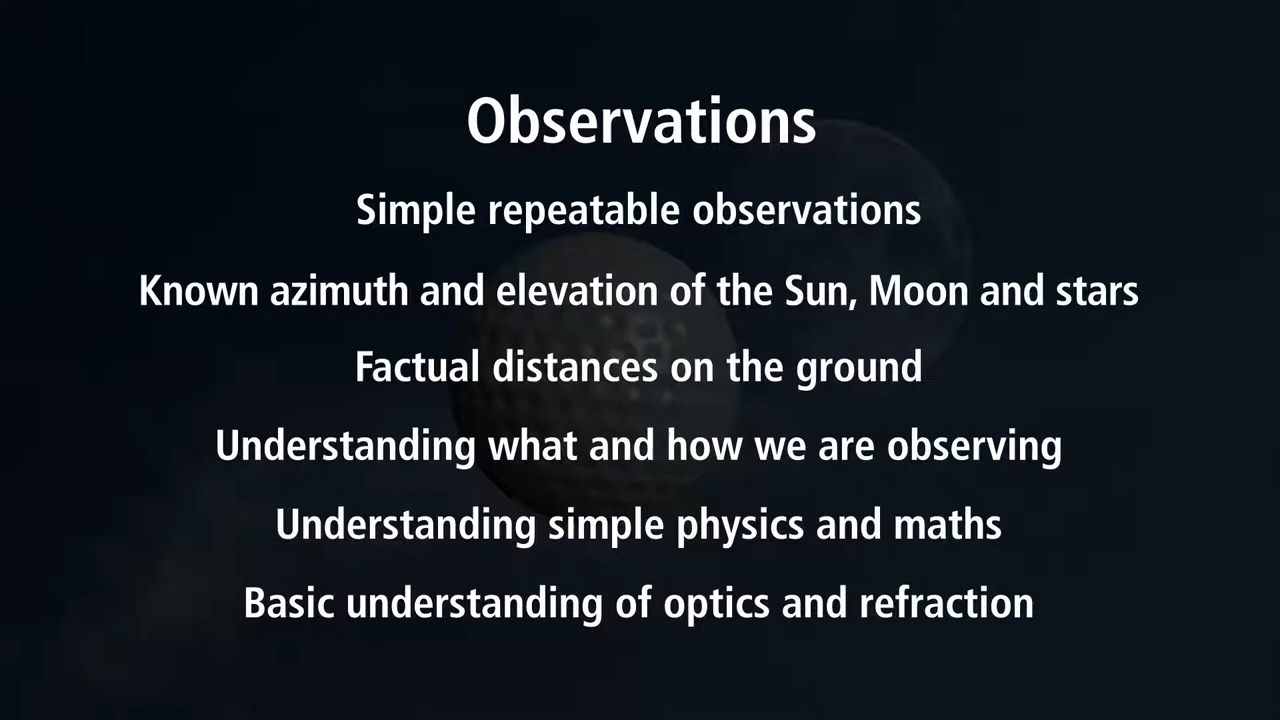 Observations
Simple repeatable observations
Known azimuth and elevation of the Sun, Moon and stars
Factual distances on the ground
Understanding what and how we are observing
Understanding simple physics and maths
Basic understanding of optics and refraction